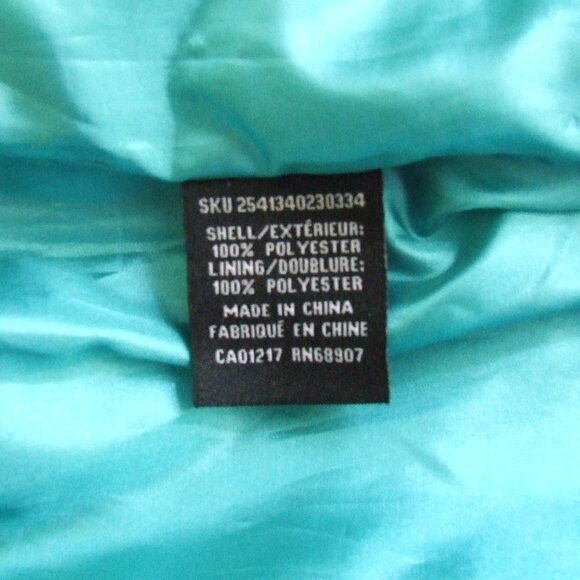 SKU 2541340230334
SHELL/EXTÉRIEUR:
100% POLYESTER
LINING/DOUBLURE:
100% POLYESTER
MADE IN CHINA
FABRIQUÉ EN CHINE
CA01217 RN68907